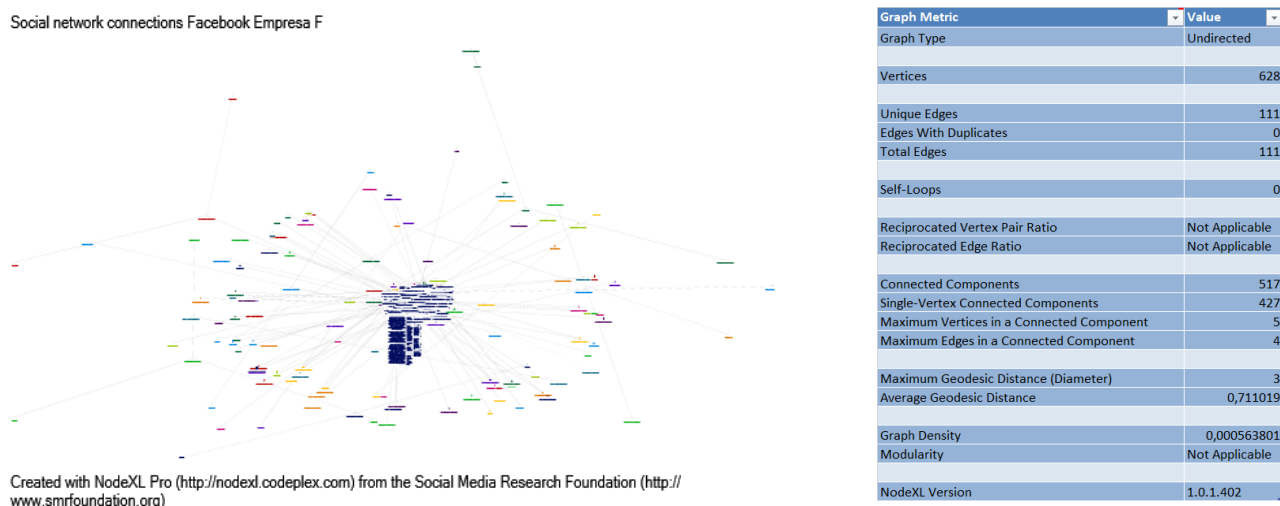 Social network connections Facebook Empresa F
Graph Metric Value
Graph Type Undirected
Vertices 628
Unique Edges 111
Edges With Duplicates 0
Total Edges 111
Self-Loops 0
Reciprocated Vertex Pair Ratio Not Applicable
Reciprocated Edge Ratio Not Applicable
Connected Components 517
Single-Vertex Connected Components 427
Maximum Vertices in a Connected Component 5
Maximum Edges in a Connected Component 4
Maximum Geodesic Distance (Diameter) 3
Average Geodesic Distance 0,711019
Graph Density 0,000563801
Modularity Not Applicable
NodeXL Version 1.0.1.402
Created with NodeXL Pro (http://nodexl.codeplex.com) from the Social Media Research Foundation (http://
www.smrfoundation.org)